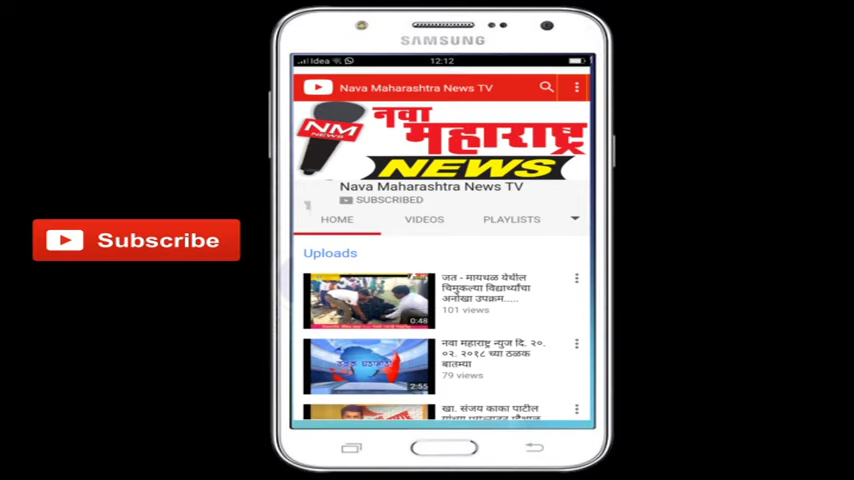 SAMSUNG
Idea
12:12
Nava Maharashtra News TV
NM
NEWS
नवा
महाराष्ट्र
NEWS
Nava Maharashtra News TV
SUBSCRIBED
HOME VIDEOS PLAYLISTS
Subscribe
Uploads
जत - मायथळ येथील
चिमुकल्या विद्यार्थ्यांचा
अनोखा उपक्रम.....
101 views
0:48
नवा महाराष्ट्र न्युज दि. २०.
०२. २०१८ च्या ठळक
बातम्या
79 views
2:55
खा. संजय काका पाटील